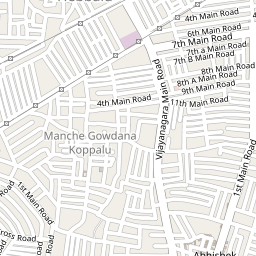 4th Main Road
6th Main Road
7th Main Road
7th a Main Road
7th B Main Road
8th Main Road
8th A Main Road
9th Main Road
4th Main Road
11th Main Road
Vijayanagara Main Road
Manche Gowdana
Koppalu
1st Main Road
1st Main Road
Road